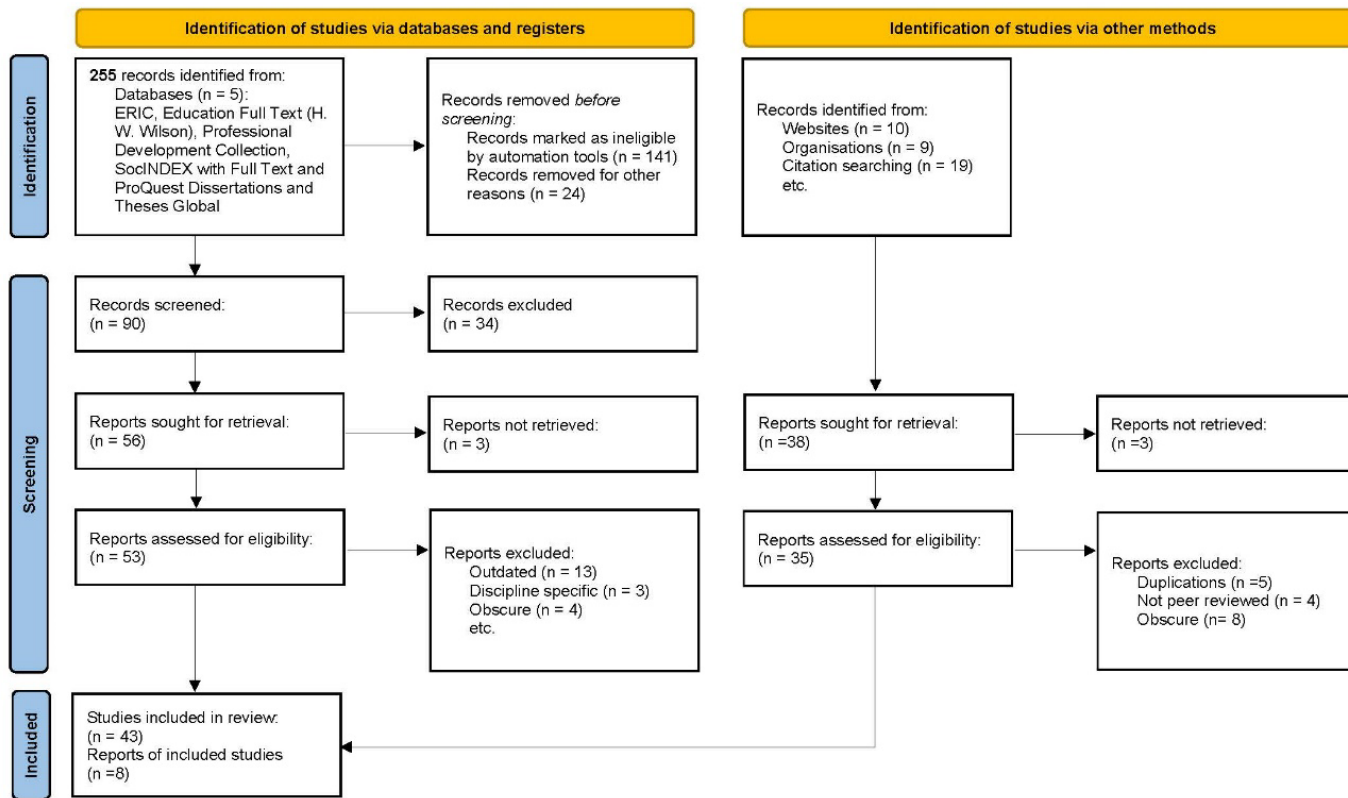 Identification of studies via databases and registers
Identification of studies via other methods
Identification
255 records identified from:
Databases (n = 5):
ERIC, Education Full Text (H.
W. Wilson), Professional
Development Collection,
SocINDEX with Full Text and
ProQuest Dissertations and
Theses Global
Records removed before
screening:
Records marked as ineligible
by automation tools (n = 141)
Records removed for other
reasons (n = 24)
Records identified from:
Websites (n = 10)
Organisations (n = 9)
Citation searching (n = 19)
etc.
Screening
Records screened:
(n = 90)
Records excluded
(n = 34)
Reports sought for retrieval:
(n = 56)
Reports not retrieved:
(n = 3)
Reports sought for retrieval:
(n =38)
Reports not retrieved:
(n =3)
Reports assessed for eligibility:
(n = 53)
Reports excluded:
Outdated (n = 13)
Discipline specific (n = 3)
Obscure (n = 4)
etc.
Reports assessed for eligibility:
(n = 35)
Reports excluded:
Duplications (n =5)
Not peer reviewed (n = 4)
Obscure (n= 8)
Included
Studies included in review:
(n = 43)
Reports of included studies
(n =8)